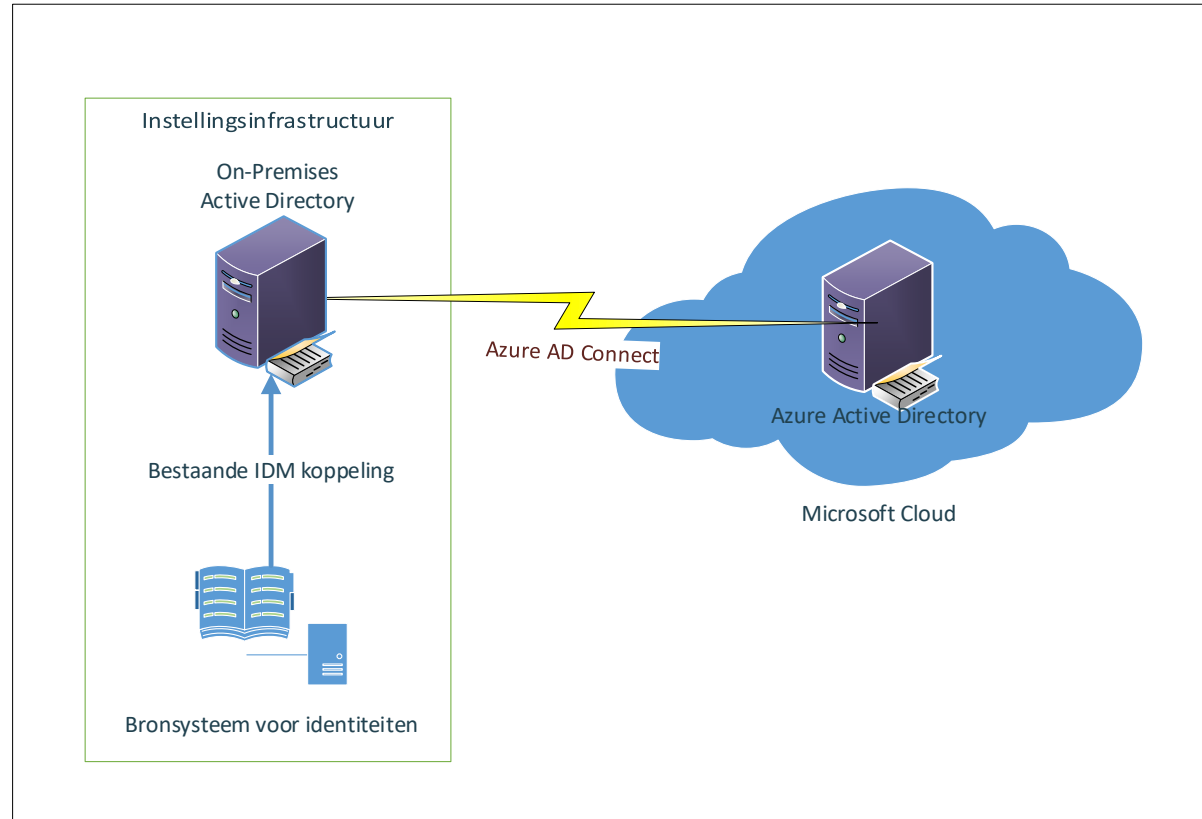 Instellingsinfrastructuur
On-Premises
Active Directory
Azure AD Connect
Azure Active Directory
Microsoft Cloud
Bestaande IDM koppeling
Bronsysteem voor identiteiten